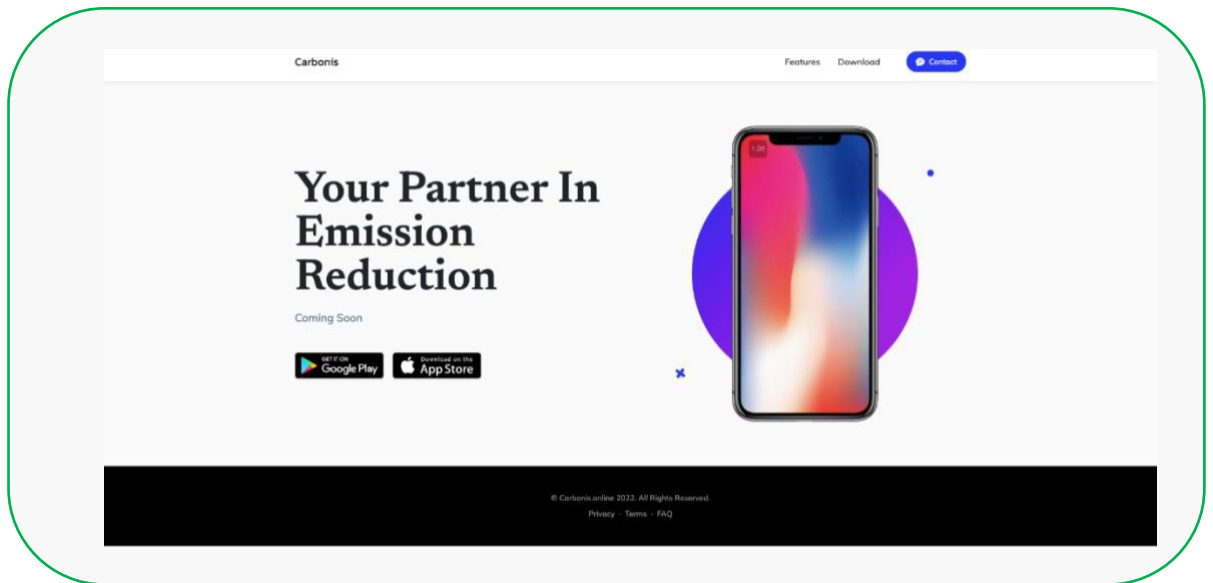 Carbonis
Features Download Contact
Your Partner In
Emission
Reduction
Coming Soon
GET IT ON
Google Play
Download on the
App Store
1.00
© Carbonis.online 2022. All Rights Reserved.
Privacy · Terms · FAQ